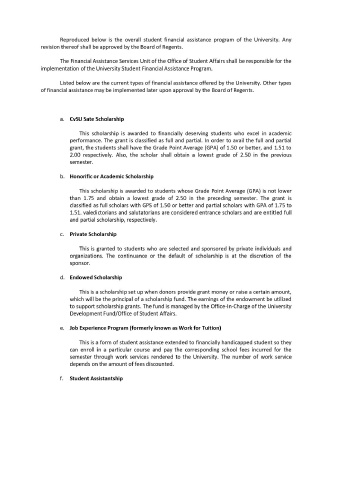 Reproduced below is the overall student financial assistance program of the University. Any
revision thereof shall be approved by the Board of Regents.
The Financial Assistance Services Unit of the Office of Student Affairs shall be responsible for the
implementation of the University Student Financial Assistance Program.
Listed below are the current types of financial assistance offered by the University. Other types
of financial assistance may be implemented later upon approval by the Board of Regents.
a. CvSU Sate Scholarship
This scholarship is awarded to financially deserving students who excel in academic
performance. The grant is classified as full and partial. In order to avail the full and partial
grant, the students shall have the Grade Point Average (GPA) of 1.50 or better, and 1.51 to
2.00 respectively. Also, the scholar shall obtain a lowest grade of 2.50 in the previous
semester.
b. Honorific or Academic Scholarship
This scholarship is awarded to students whose Grade Point Average (GPA) is not lower
than 1.75 and obtain a lowest grade of 2.50 in the preceding semester. The grant is
classified as full scholars with GPS of 1.50 or better and partial scholars with GPA of 1.75 to
1.51. valedictorians and salutatorians are considered entrance scholars and are entitled full
and partial scholarship, respectively.
c. Private Scholarship
This is granted to students who are selected and sponsored by private individuals and
organizations. The continuance or the default of scholarship is at the discretion of the
sponsor.
d. Endowed Scholarship
This is a scholarship set up when donors provide grant money or raise a certain amount,
which will be the principal of a scholarship fund. The earnings of the endowment be utilized
to support scholarship grants. The fund is managed by the Office-in-Charge of the University
Development Fund/Office of Student Affairs.
e. Job Experience Program (formerly known as Work for Tuition)
This is a form of student assistance extended to financially handicapped student so they
can enroll in a particular course and pay the corresponding school fees incurred for the
semester through work services rendered to the University. The number of work service
depends on the amount of fees discounted.
f. Student Assistantship